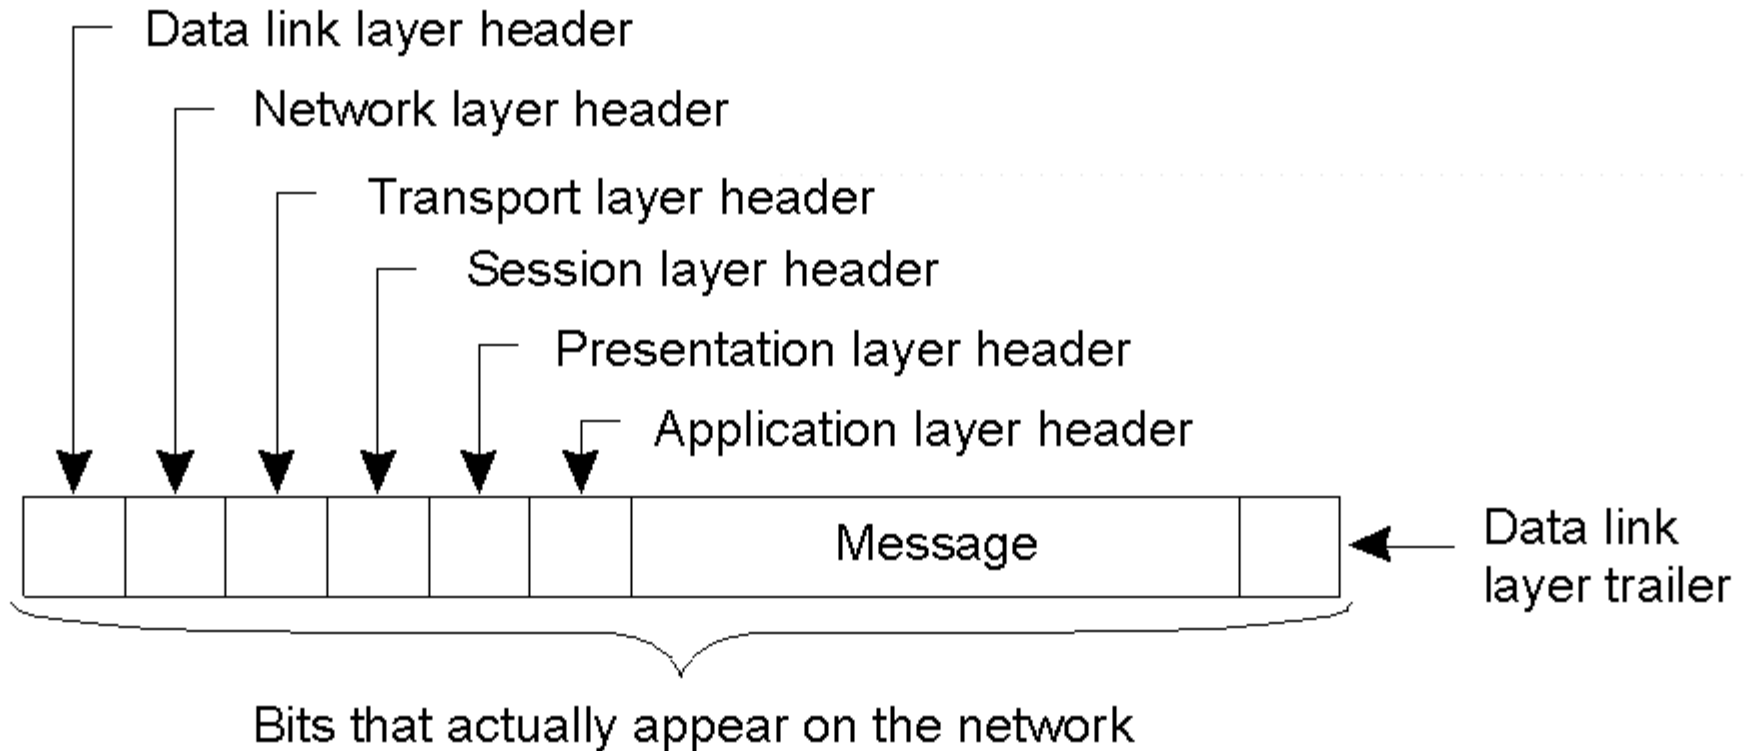 Data link layer header
Network layer header
Transport layer header
Session layer header
Presentation layer header
Application layer header
Message
Data link
layer trailer
Bits that actually appear on the network